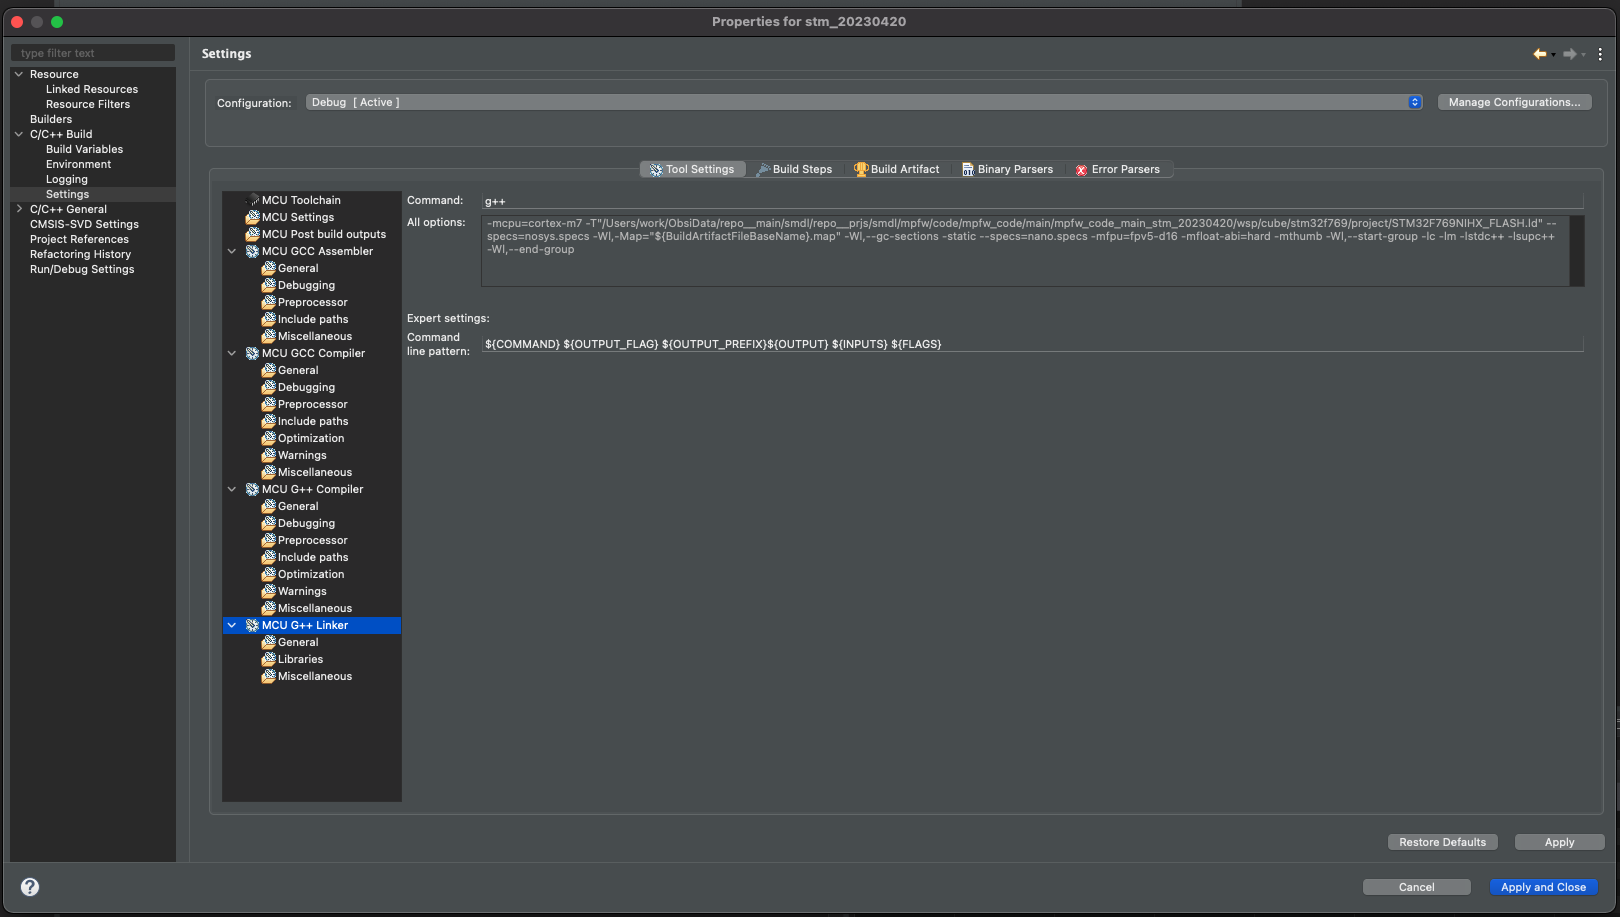 Properties for stm_20230420
type filter text
Resource
Linked Resources
Resource Filters
Builders
C/C++ Build
Build Variables
Environment
Logging
Settings
C/C++ General
CMSIS-SVD Settings
Project References
Refactoring History
Run/Debug Settings
Settings
Configuration:
Debug [ Active ]
Manage Configurations...
Tool Settings
Build Steps
Build Artifact
Binary Parsers
Error Parsers
MCU Toolchain
MCU Settings
MCU Post build outputs
MCU GCC Assembler
General
Debugging
Preprocessor
Include paths
Miscellaneous
MCU GCC Compiler
General
Debugging
Preprocessor
Include paths
Optimization
Warnings
Miscellaneous
MCU G++ Compiler
General
Debugging
Preprocessor
Include paths
Optimization
Warnings
Miscellaneous
MCU G++ Linker
General
Libraries
Miscellaneous
Command:
g++
All options:
-mcpu=cortex-m7 -T"/Users/work/ObsiData/repo__main/smdl/repo__prjs/smdl/mpfw/code/mpfw_code/main/mpfw_code_main_stm_20230420/wsp/cube/stm32f769/project/STM32F769NIHX_FLASH.ld" --
specs=nosys.specs -Wl,-Map="${BuildArtifactFileBaseName}.map" -Wl,--gc-sections -static --specs=nano.specs -mfpu=fpv5-d16 -mfloat-abi=hard -mthumb -Wl,--start-group -lc -lm -lstdc++ -lsupc++
-Wl,--end-group
Expert settings:
Command
line pattern:
${COMMAND} ${OUTPUT_FLAG} ${OUTPUT_PREFIX}${OUTPUT} ${INPUTS} ${FLAGS}
Restore Defaults
Apply
?
Cancel
Apply and Close